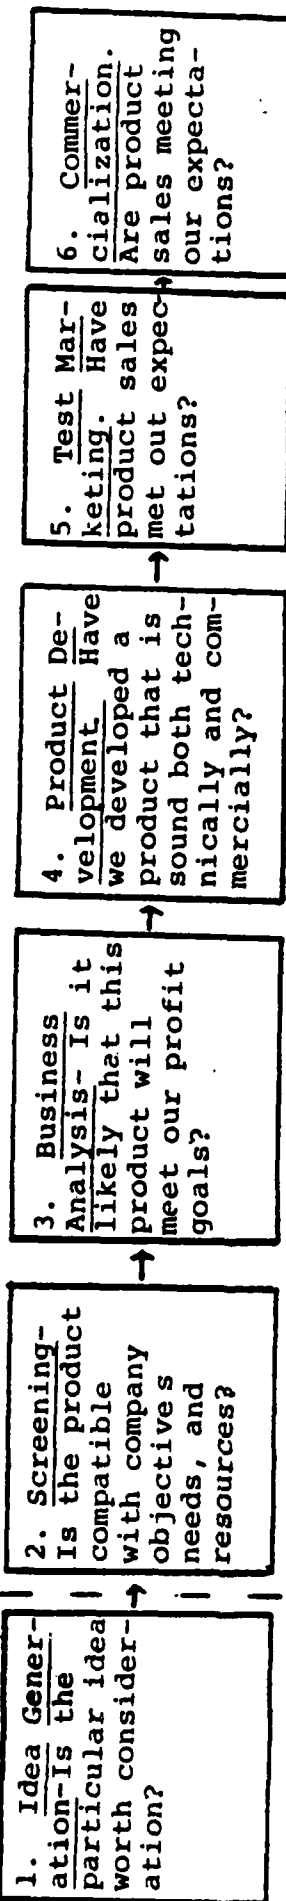 1. Idea Gener-
ation-Is the
particular idea
worth consider-
ation?
2. Screening-
Is the product
compatible
with company
objectives
needs, and
resources?
3. Business
Analysis- Is it
likely that this
product will
meet our profit
goals?
4. Product De-
velopment Have
we developed a
product that is
sound both tech-
nically and com-
mercially?
5. Test Mar-
keting. Have
product sales
met out expec-
tations?
6. Commer-
cialization.
Are product
sales meeting
our expecta-
tions?